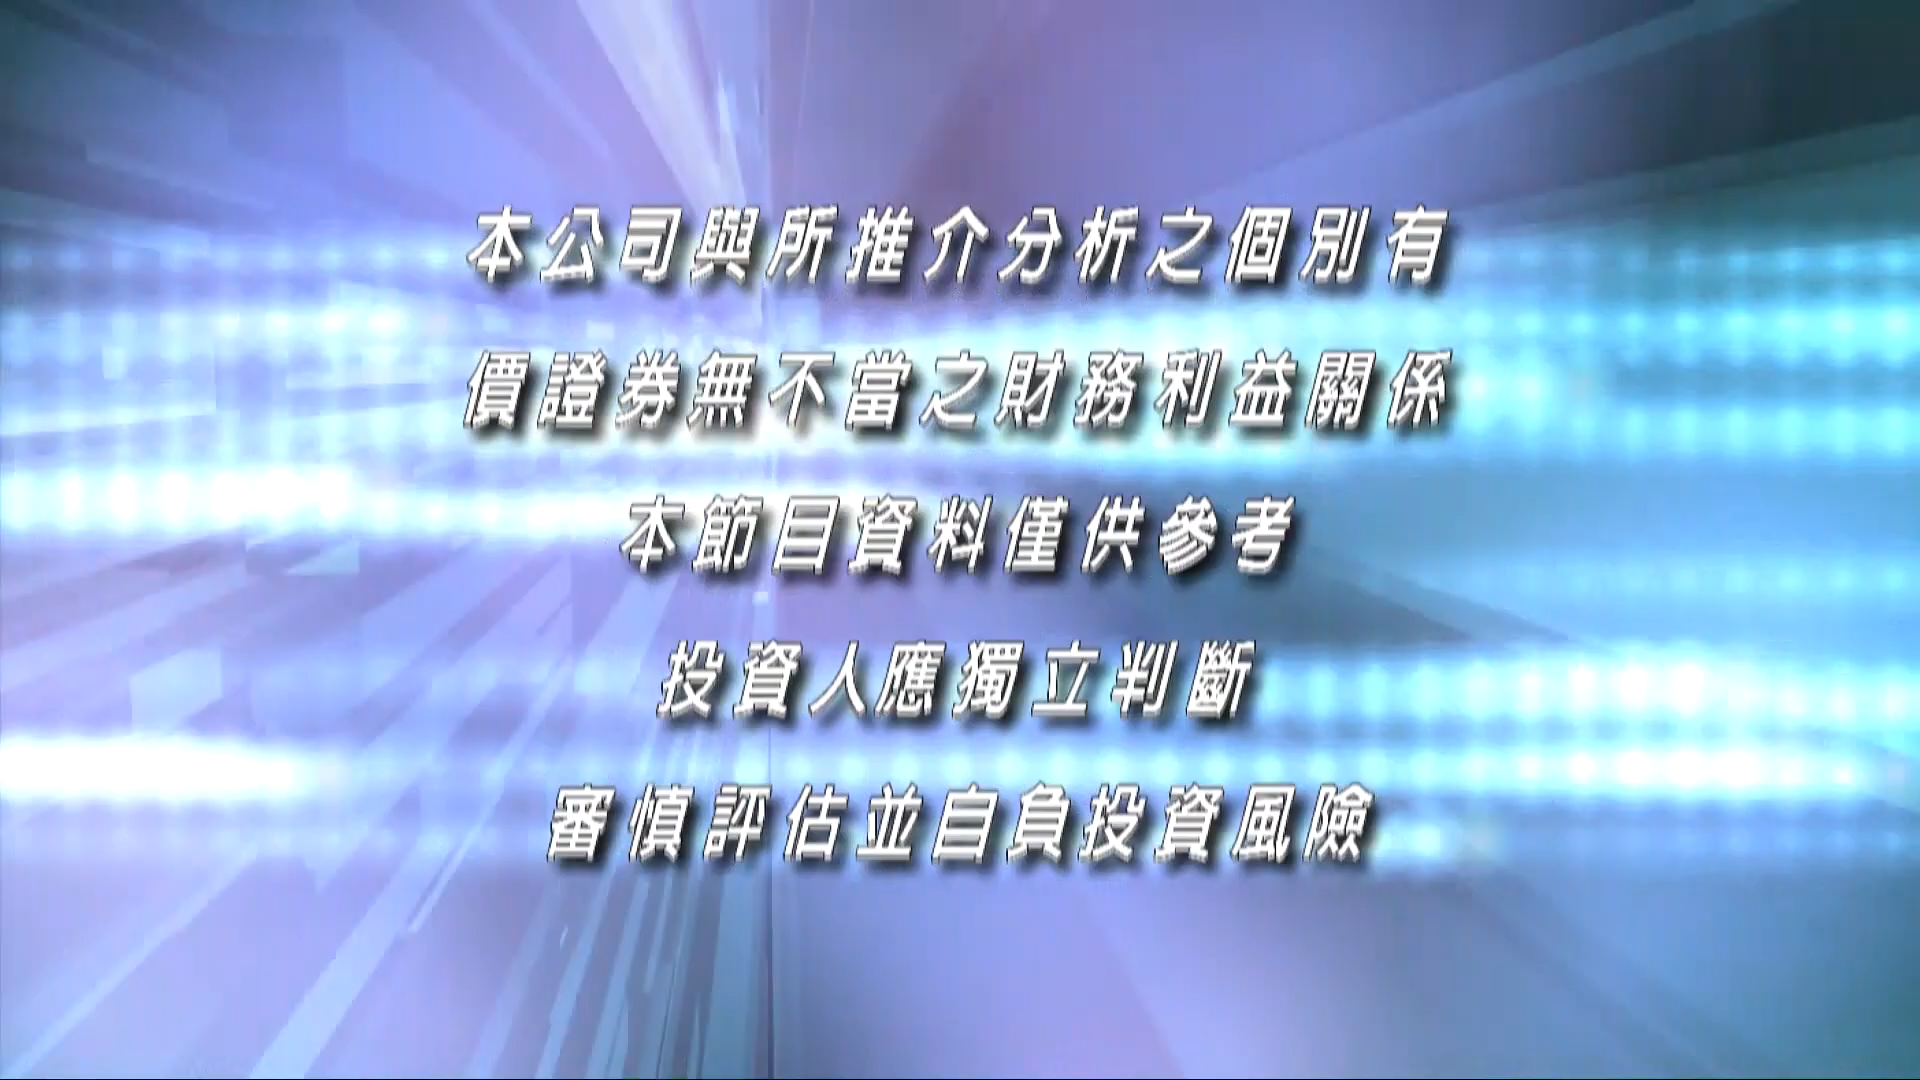 本公司與所推介分析之個別有
價證券無不當之財務利益關係
本節目資料僅供參考
投資人應獨立判斷
審慎評估並自負投資風險